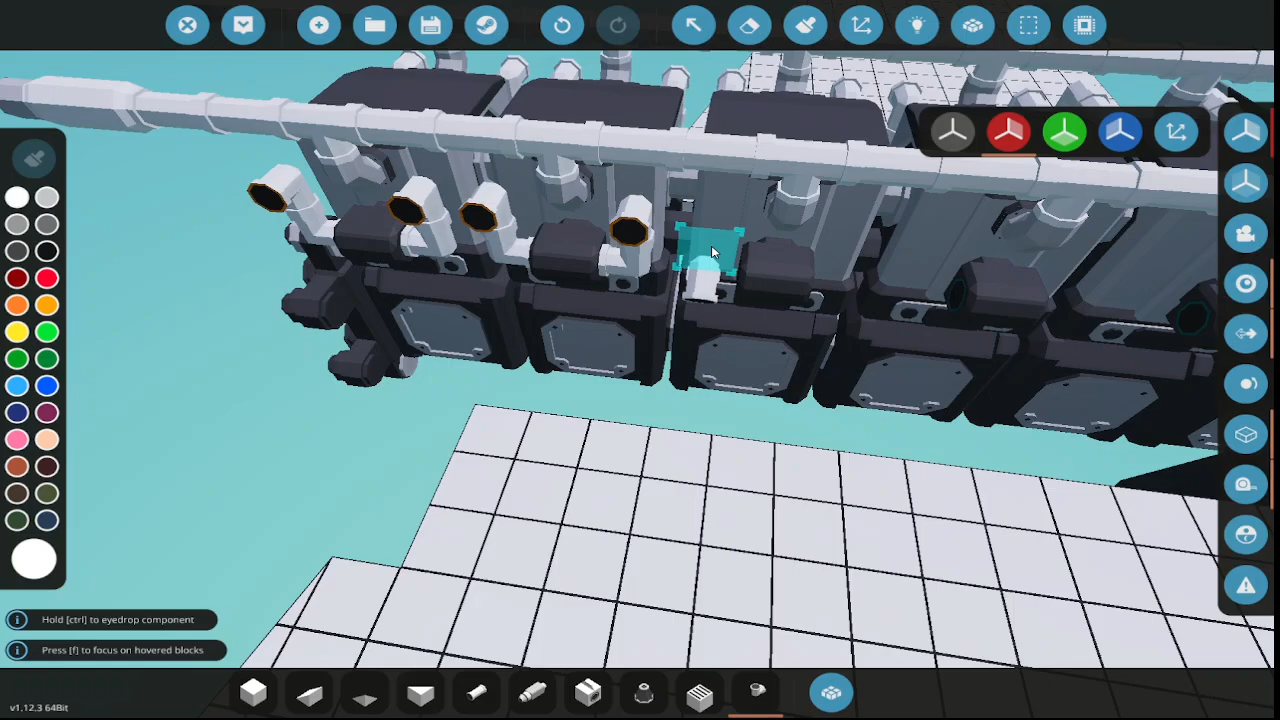 Hold [ctrl] to eyedrop component
Press [f] to focus on hovered blocks
v1.12.3 64Bit